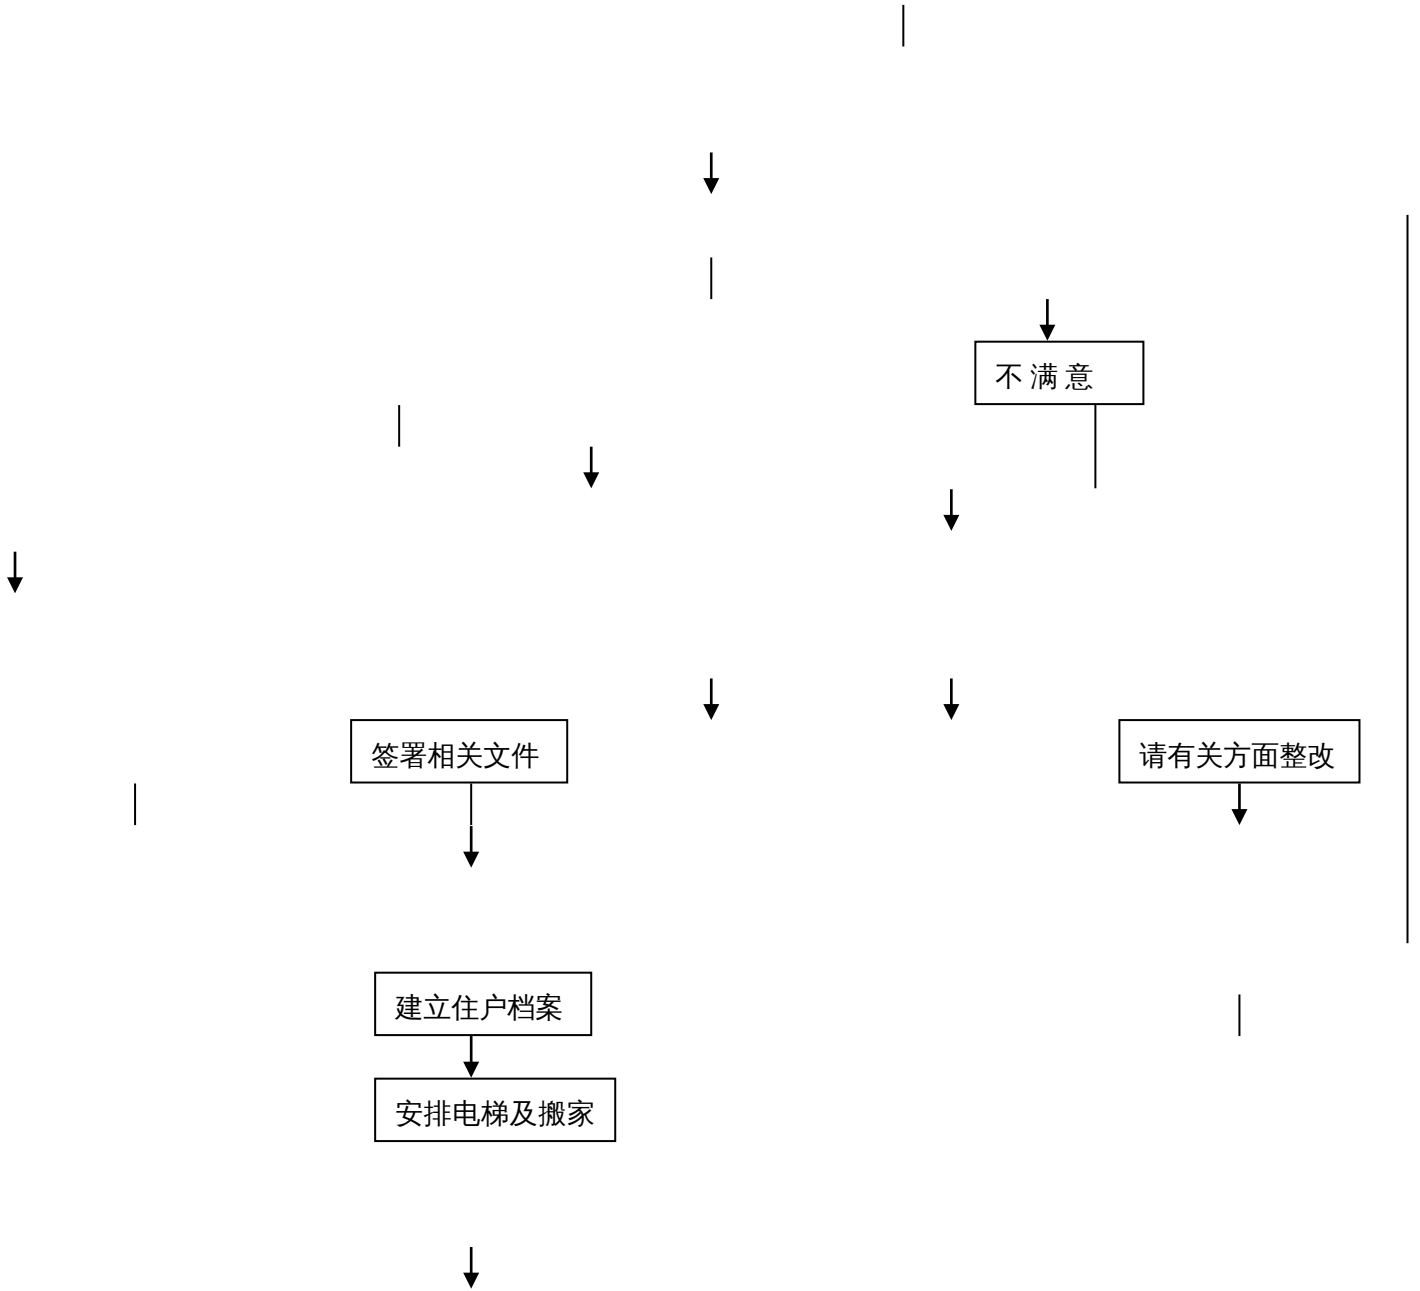 不 满 意
签署相关文件
请有关方面整改
建立住户档案
安排电梯及搬家